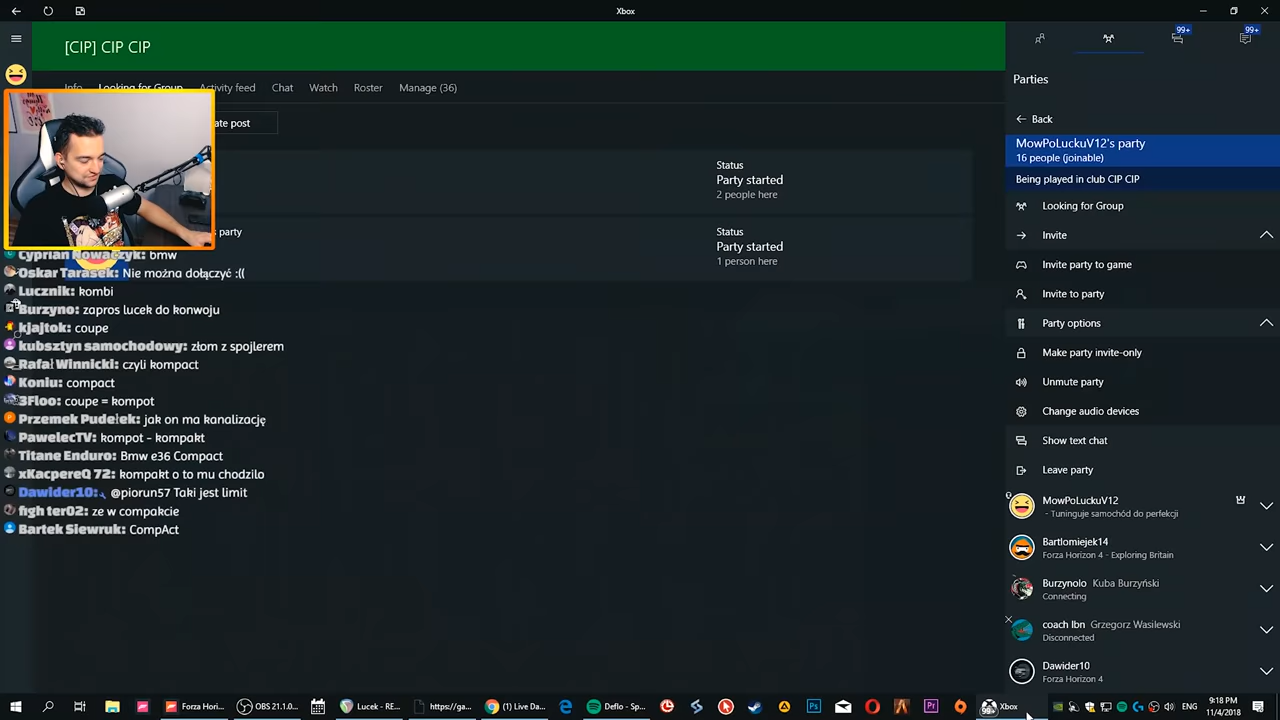 Xbox
[CIP] CIP CIP
Info Looking for Group Activity feed Chat Watch Roster Manage (36)
ate post
Status
Party started
2 people here
s party
Status
Party started
1 person here
Cyprian Nowaczyk: bmw
Oskar Tarasek: Nie można dołączyć :((
Lucznik: kombi
Burzyno: zapros lucek do konwoju
kjajtok: coupe
kubsztyn samochodowy: złom z spojlerem
Rafał Winnicki: czyli kompact
Koniu: compact
3Floo: coupe = kompot
Przemek Pudełek: jak on ma kanalizację
PawelecTV: kompot - kompakt
Titane Enduro: Bmw e36 Compact
xKacpereQ 72: kompakt o to mu chodzilo
Dawider10: @piorun57 Taki jest limit
figh ter02: ze w compakcie
Bartek Siewruk: CompAct
99+ 99+
Parties
Back
MowPoLuckuV12's party
16 people (joinable)
Being played in club CIP CIP
Looking for Group
Invite
Invite party to game
Invite to party
Party options
Make party invite-only
Unmute party
Change audio devices
Show text chat
Leave party
MowPoLuckuV12
- Tuninguje samochód do perfekcji
Bartlomiejek14
Forza Horizon 4 - Exploring Britain
Burzynolo Kuba Burzyński
Connecting
coach lbn Grzegorz Wasilewski
Disconnected
Dawider10
Forza Horizon 4
Forza Hori... OBS 21.1.0... Lucek - RE... https://ga... Live Da... Deflo - Sp... Xbox ENG 9:18 PM
11/4/2018